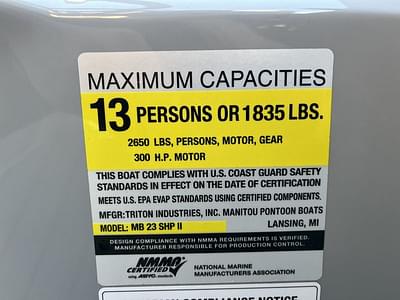 MAXIMUM CAPACITIES
13 PERSONS OR 1835 LBS.
2650 LBS, PERSONS, MOTOR, GEAR
300 H.P. MOTOR
THIS BOAT COMPLIES WITH U.S. COAST GUARD SAFETY
STANDARDS IN EFFECT ON THE DATE OF CERTIFICATION
MEETS U.S. EPA EVAP STANDARDS USING CERTIFIED COMPONENTS.
MFGR: TRITON INDUSTRIES, INC. MANITOU PONTOON BOATS
MODEL: MB 23 SHP II LANSING, MI
DESIGN COMPLIANCE WITH NMMA REQUIREMENTS IS VERIFIED.
MANUFACTURER RESPONSIBLE FOR PRODUCTION CONTROL.
NMMA
CERTIFIED
using ABYC standards
NATIONAL MARINE
MANUFACTURERS ASSOCIATION